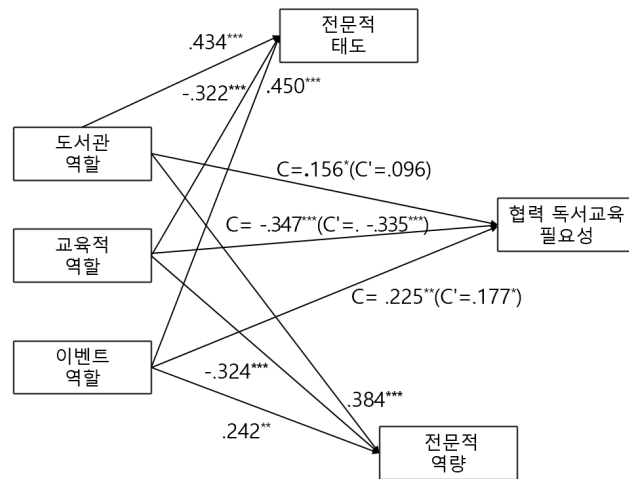 전문적
태도
.434***
-.322***
.450***
도서관
역할
C=.156*(C'=.096)
협력 독서교육
필요성
C= -.347***(C'=. -.335***)
교육적
역할
C= .225**(C'=.177*)
이벤트
역할
-.324***
.384***
.242**
전문적
역량